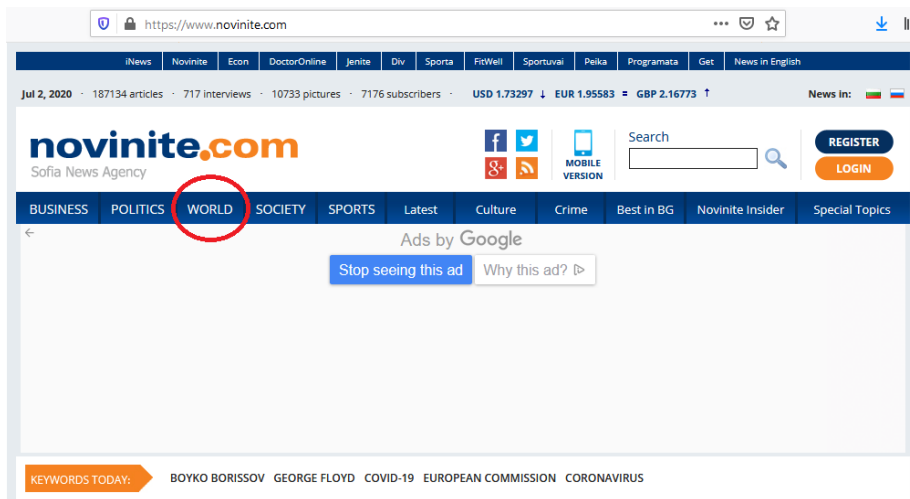 https://www.novinite.com
iNews Novinite Econ DoctorOnline Jenite Div Sporta FitWell Sportuvai Peika Programata Get News in English
Jul 2, 2020 · 187134 articles · 717 interviews · 10733 pictures · 7176 subscribers · USD 1.73297 ↓ EUR 1.95583 = GBP 2.16773 ↑ News in:
novinite.com
Sofia News Agency
f
8+
MOBILE
VERSION
Search
REGISTER
LOGIN
BUSINESS POLITICS WORLD SOCIETY SPORTS Latest Culture Crime Best in BG Novinite Insider Special Topics
Ads by Google
Stop seeing this ad Why this ad?
KEYWORDS TODAY: BOYKO BORISSOV GEORGE FLOYD COVID-19 EUROPEAN COMMISSION CORONAVIRUS